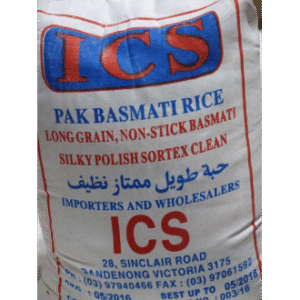 ICS
PAK BASMATI RICE
LONG GRAIN, NON-STICK BASMATI
SILKY POLISH SORTEX CLEAN
حبة طويل ممتاز نظيف
IMPORTERS AND WHOLESALERS
ICS
28, SINCLAIR ROAD
DANDENONG VICTORIA 3175
(03) 97940466 FAX : (03) 97061592
: 05/2016 BEST UP TO 05/2018
: 003/16